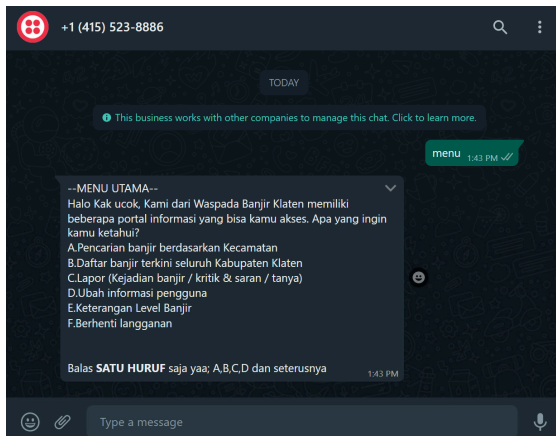 +1 (415) 523-8886
TODAY
This business works with other companies to manage this chat. Click to learn more.
menu 1:43 PM
--MENU UTAMA--
Halo Kak ucok, Kami dari Waspada Banjir Klaten memiliki
beberapa portal informasi yang bisa kamu akses. Apa yang ingin
kamu ketahui?
A.Pencarian banjir berdasarkan Kecamatan
B.Daftar banjir terkini seluruh Kabupaten Klaten
C.Lapor (Kejadian banjir / kritik & saran / tanya)
D.Ubah informasi pengguna
E.Keterangan Level Banjir
F.Berhenti langganan
Balas SATU HURUF saja yaa; A,B,C,D dan seterusnya
1:43 PM
Type a message